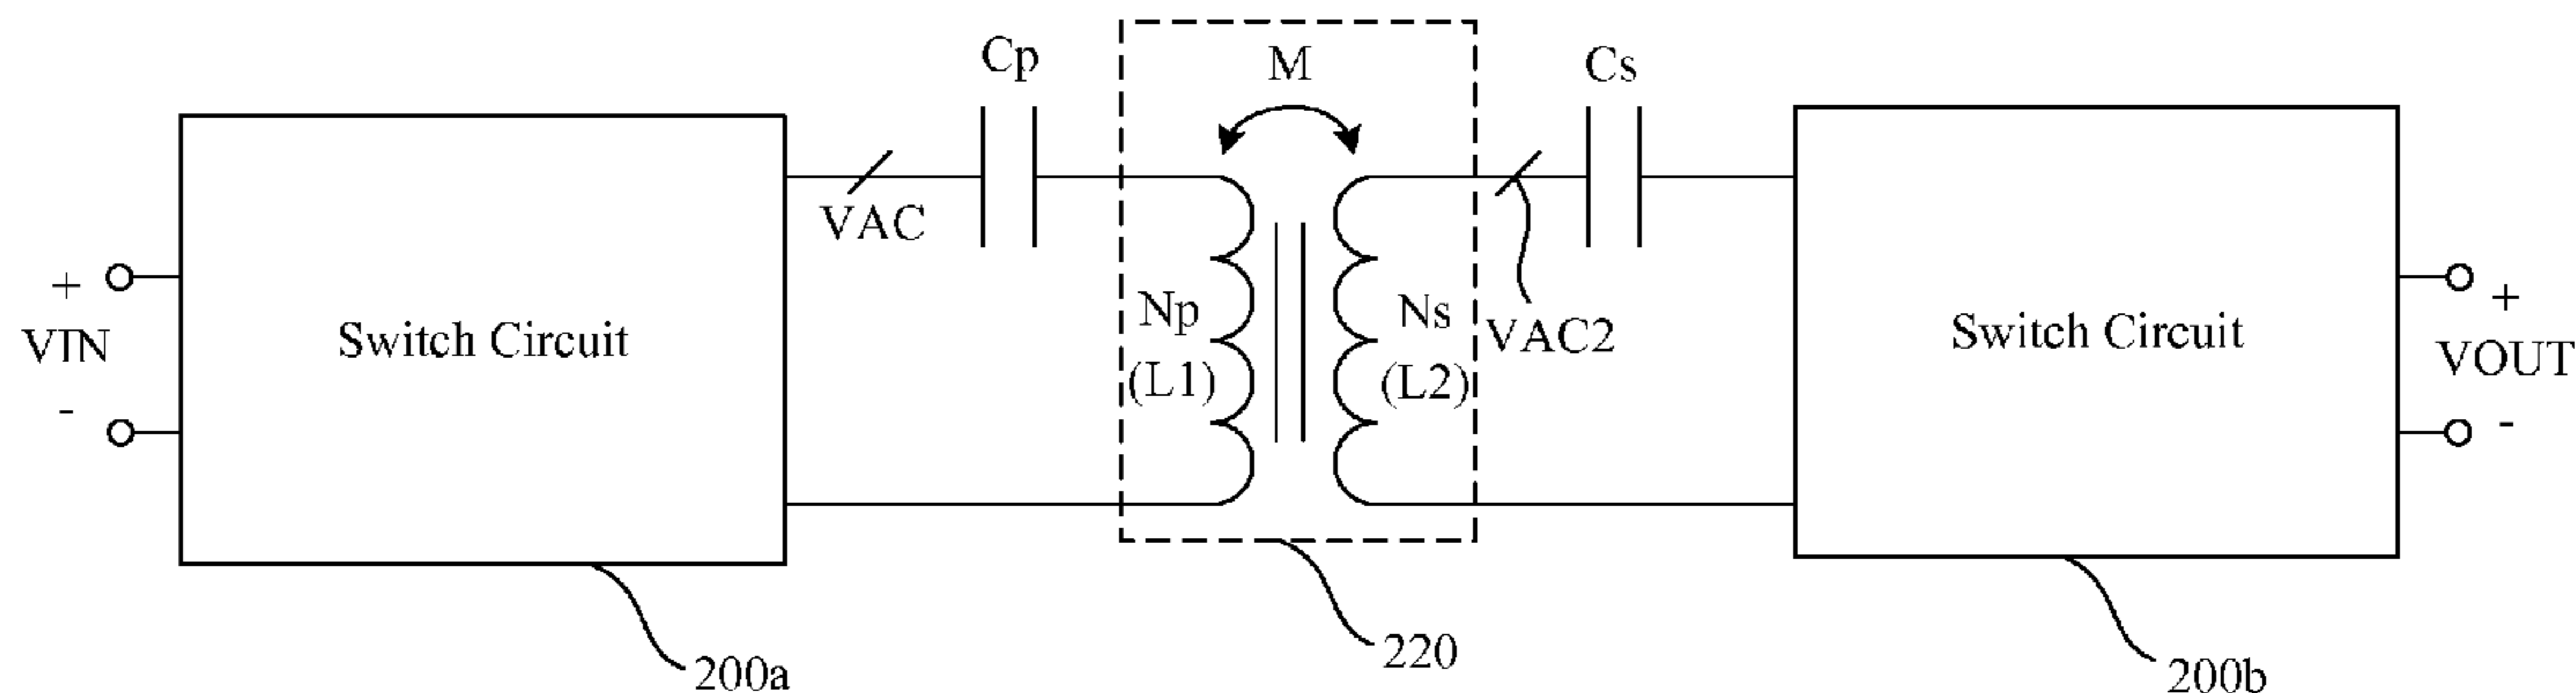 Cp
M
Cs
VAC
+
VIN
-
Switch Circuit
Np
(L1)
Ns
(L2)
VAC2
Switch Circuit
+
VOUT
-
200a
220
200b